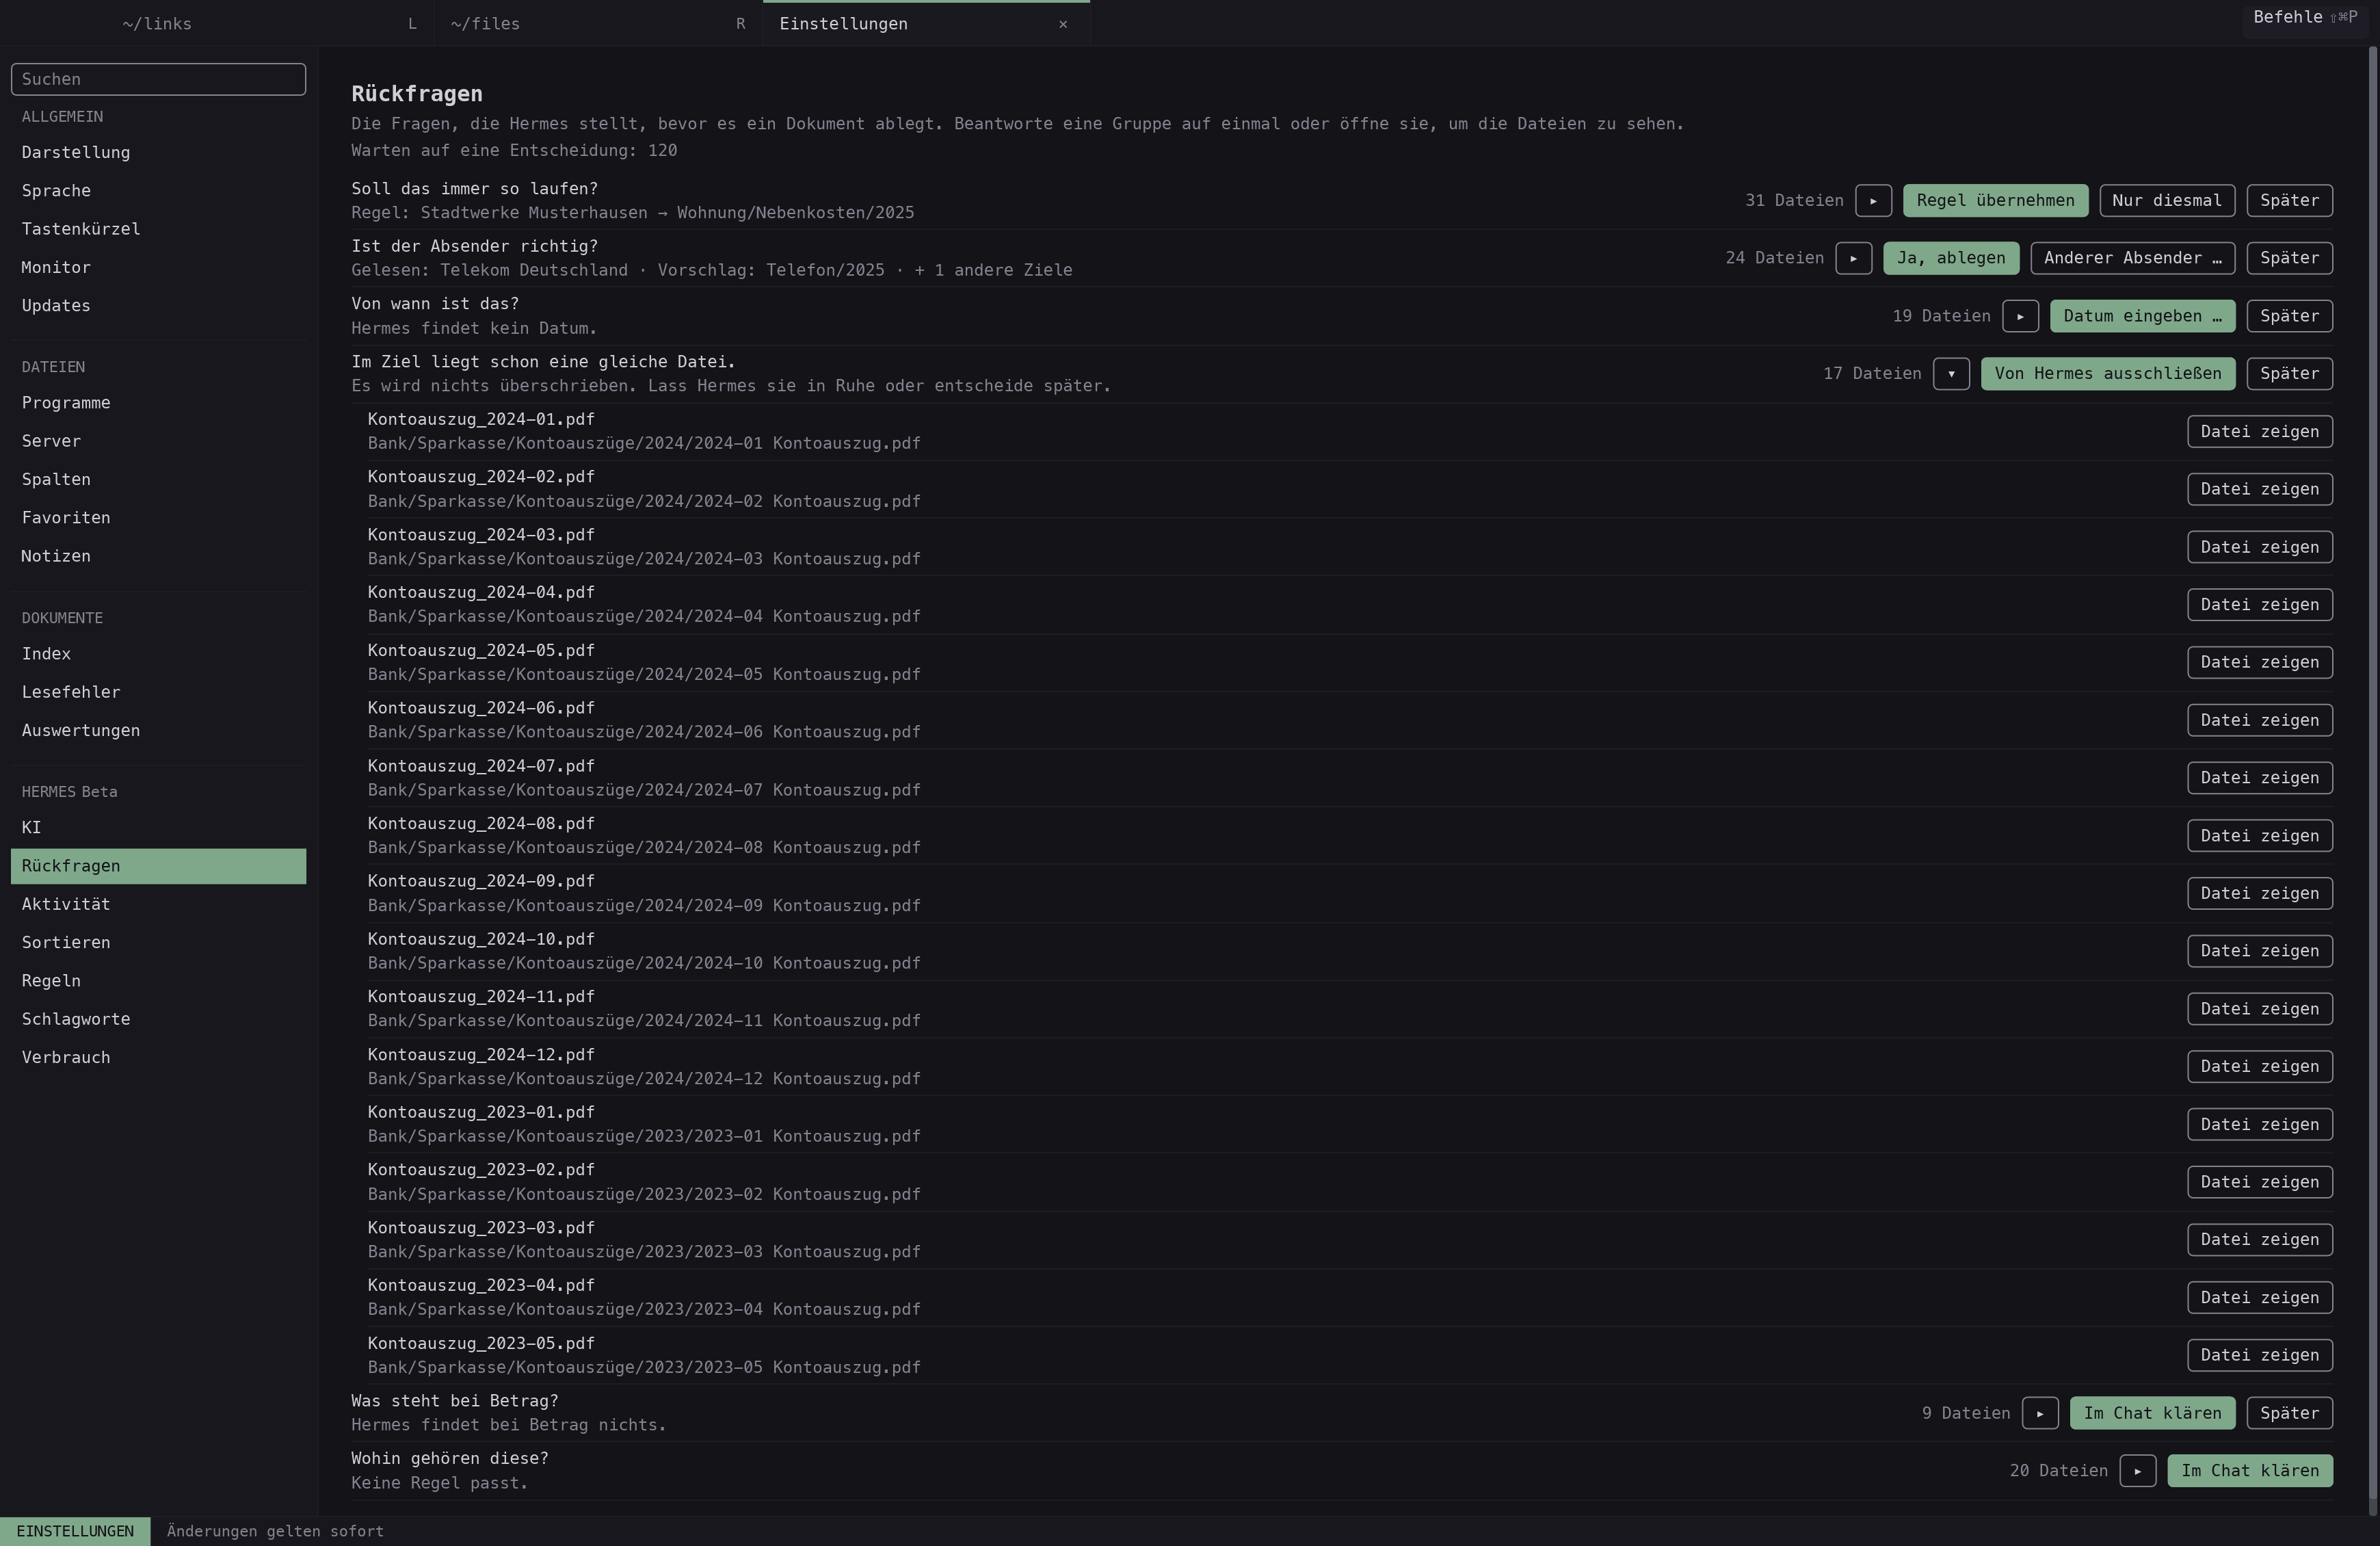 ~/links L ~/files R Einstellungen × Befehle ⇧⌘P
Suchen
ALLGEMEIN
Darstellung
Sprache
Tastenkürzel
Monitor
Updates
DATEIEN
Programme
Server
Spalten
Favoriten
Notizen
DOKUMENTE
Index
Lesefehler
Auswertungen
HERMES Beta
KI
Rückfragen
Aktivität
Sortieren
Regeln
Schlagworte
Verbrauch
Rückfragen
Die Fragen, die Hermes stellt, bevor es ein Dokument ablegt. Beantworte eine Gruppe auf einmal oder öffne sie, um die Dateien zu sehen.
Warten auf eine Entscheidung: 120
Soll das immer so laufen?
Regel: Stadtwerke Musterhausen → Wohnung/Nebenkosten/2025
31 Dateien ▸ Regel übernehmen Nur diesmal Später
Ist der Absender richtig?
Gelesen: Telekom Deutschland · Vorschlag: Telefon/2025 · + 1 andere Ziele
24 Dateien ▸ Ja, ablegen Anderer Absender … Später
Von wann ist das?
Hermes findet kein Datum.
19 Dateien ▸ Datum eingeben … Später
Im Ziel liegt schon eine gleiche Datei.
Es wird nichts überschrieben. Lass Hermes sie in Ruhe oder entscheide später.
17 Dateien ▾ Von Hermes ausschließen Später
Kontoauszug_2024-01.pdf
Bank/Sparkasse/Kontoauszüge/2024/2024-01 Kontoauszug.pdf
Datei zeigen
Kontoauszug_2024-02.pdf
Bank/Sparkasse/Kontoauszüge/2024/2024-02 Kontoauszug.pdf
Datei zeigen
Kontoauszug_2024-03.pdf
Bank/Sparkasse/Kontoauszüge/2024/2024-03 Kontoauszug.pdf
Datei zeigen
Kontoauszug_2024-04.pdf
Bank/Sparkasse/Kontoauszüge/2024/2024-04 Kontoauszug.pdf
Datei zeigen
Kontoauszug_2024-05.pdf
Bank/Sparkasse/Kontoauszüge/2024/2024-05 Kontoauszug.pdf
Datei zeigen
Kontoauszug_2024-06.pdf
Bank/Sparkasse/Kontoauszüge/2024/2024-06 Kontoauszug.pdf
Datei zeigen
Kontoauszug_2024-07.pdf
Bank/Sparkasse/Kontoauszüge/2024/2024-07 Kontoauszug.pdf
Datei zeigen
Kontoauszug_2024-08.pdf
Bank/Sparkasse/Kontoauszüge/2024/2024-08 Kontoauszug.pdf
Datei zeigen
Kontoauszug_2024-09.pdf
Bank/Sparkasse/Kontoauszüge/2024/2024-09 Kontoauszug.pdf
Datei zeigen
Kontoauszug_2024-10.pdf
Bank/Sparkasse/Kontoauszüge/2024/2024-10 Kontoauszug.pdf
Datei zeigen
Kontoauszug_2024-11.pdf
Bank/Sparkasse/Kontoauszüge/2024/2024-11 Kontoauszug.pdf
Datei zeigen
Kontoauszug_2024-12.pdf
Bank/Sparkasse/Kontoauszüge/2024/2024-12 Kontoauszug.pdf
Datei zeigen
Kontoauszug_2023-01.pdf
Bank/Sparkasse/Kontoauszüge/2023/2023-01 Kontoauszug.pdf
Datei zeigen
Kontoauszug_2023-02.pdf
Bank/Sparkasse/Kontoauszüge/2023/2023-02 Kontoauszug.pdf
Datei zeigen
Kontoauszug_2023-03.pdf
Bank/Sparkasse/Kontoauszüge/2023/2023-03 Kontoauszug.pdf
Datei zeigen
Kontoauszug_2023-04.pdf
Bank/Sparkasse/Kontoauszüge/2023/2023-04 Kontoauszug.pdf
Datei zeigen
Kontoauszug_2023-05.pdf
Bank/Sparkasse/Kontoauszüge/2023/2023-05 Kontoauszug.pdf
Datei zeigen
Was steht bei Betrag?
Hermes findet bei Betrag nichts.
9 Dateien ▸ Im Chat klären Später
Wohin gehören diese?
Keine Regel passt.
20 Dateien ▸ Im Chat klären
EINSTELLUNGEN Änderungen gelten sofort